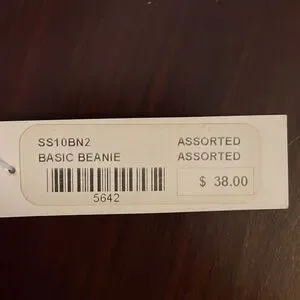 SS10BN2 ASSORTED
BASIC BEANIE ASSORTED
$ 38.00
5642